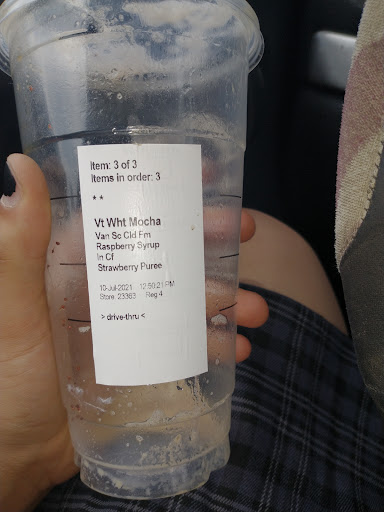 Item: 3 of 3
Items in order: 3
* *
Vt Wht Mocha
Van Sc Cld Fm
Raspberry Syrup
In Cf
Strawberry Puree
10-Jul-2021 12:50:21 PM
Store 23363 Reg 4
> drive-thru <